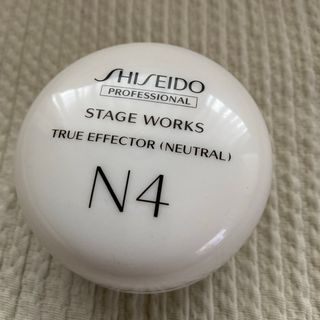 SHISEIDO
PROFESSIONAL
STAGE WORKS
TRUE EFFECTOR (NEUTRAL)
N4